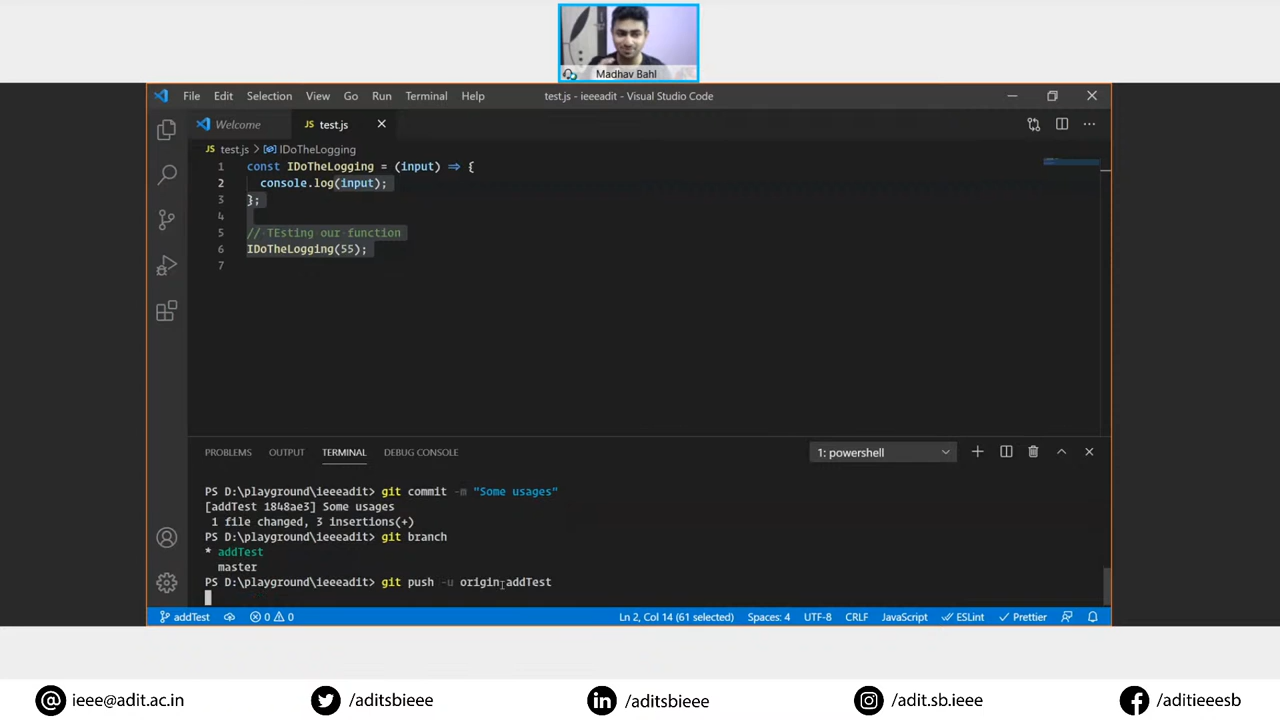 Madhav Bahl
File Edit Selection View Go Run Terminal Help test.js - ieeeadit - Visual Studio Code
Welcome JS test.js
JS test.js > IDoTheLogging
1 const IDoTheLogging = (input) => {
2 console.log(input);
3 };
4
5 // TEsting our function
6 IDoTheLogging(55);
7
PROBLEMS OUTPUT TERMINAL DEBUG CONSOLE 1: powershell
PS D:\playground\ieeeadit> git commit -m "Some usages"
[addTest 1848ae3] Some usages
1 file changed, 3 insertions(+)
PS D:\playground\ieeeadit> git branch
* addTest
master
PS D:\playground\ieeeadit> git push -u origin addTest
addTest 0 0 Ln 2, Col 14 (61 selected) Spaces: 4 UTF-8 CRLF JavaScript ESLint Prettier
ieee@adit.ac.in /aditsbieee /aditsbieee /adit.sb.ieee /aditieeesb